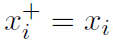 x_i^+ = x_i